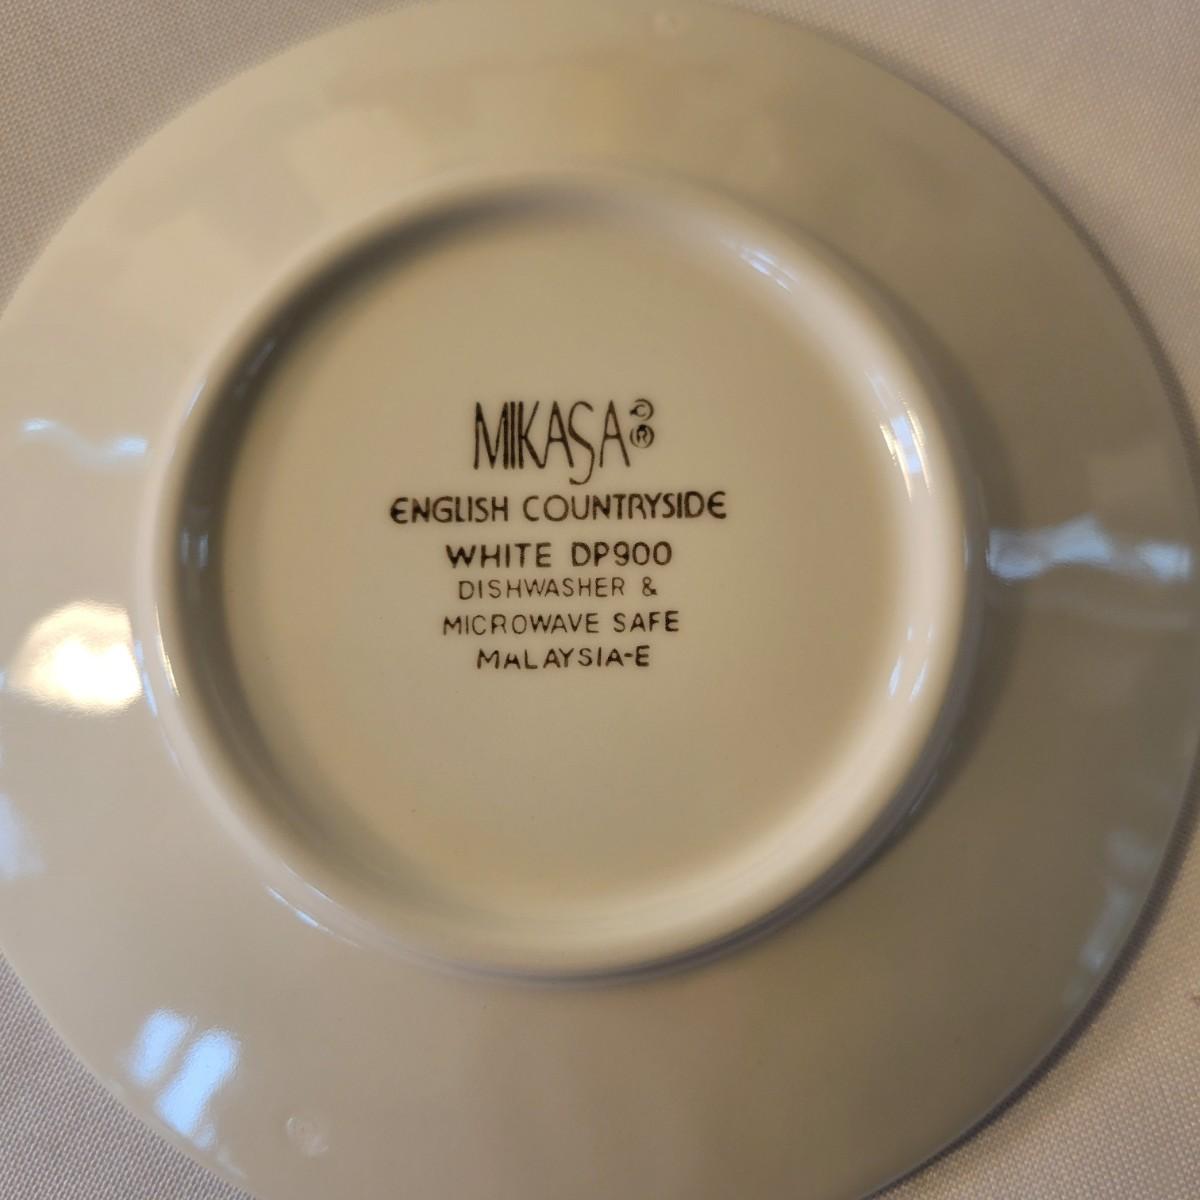 MIKASA©®
ENGLISH COUNTRYSIDE
WHITE DP900
DISHWASHER &
MICROWAVE SAFE
MALAYSIA-E